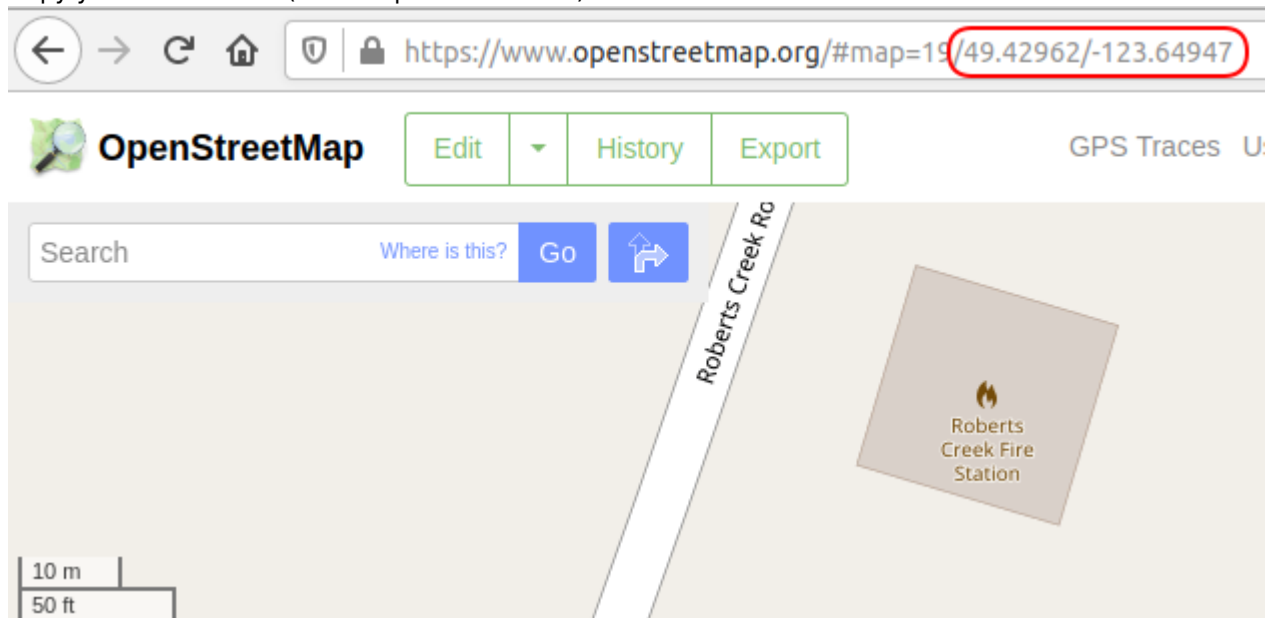 https://www.openstreetmap.org/#map=19/49.42962/-123.64947
OpenStreetMap
Edit
History
Export
GPS Traces
Search
Where is this?
Go
Roberts Creek Ro
Roberts
Creek Fire
Station
10 m
50 ft